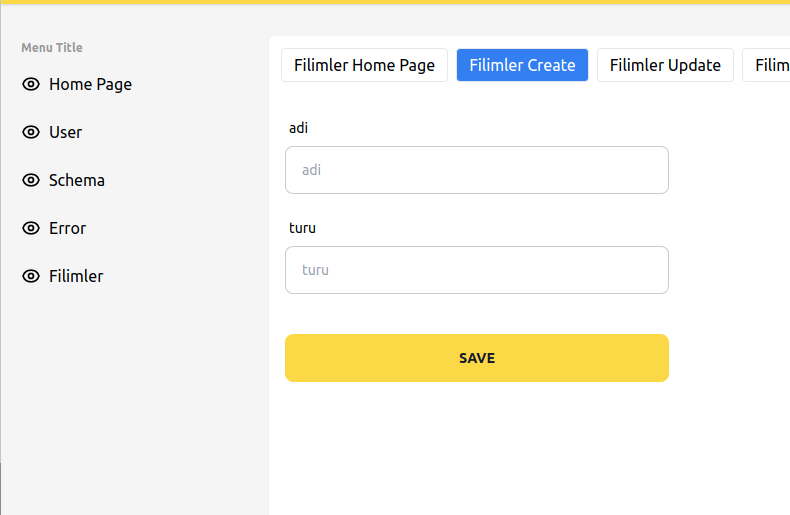 Menu Title
Home Page
User
Schema
Error
Filimler
Filimler Home Page
Filimler Create
Filimler Update
Filim
adi
adi
turu
turu
SAVE